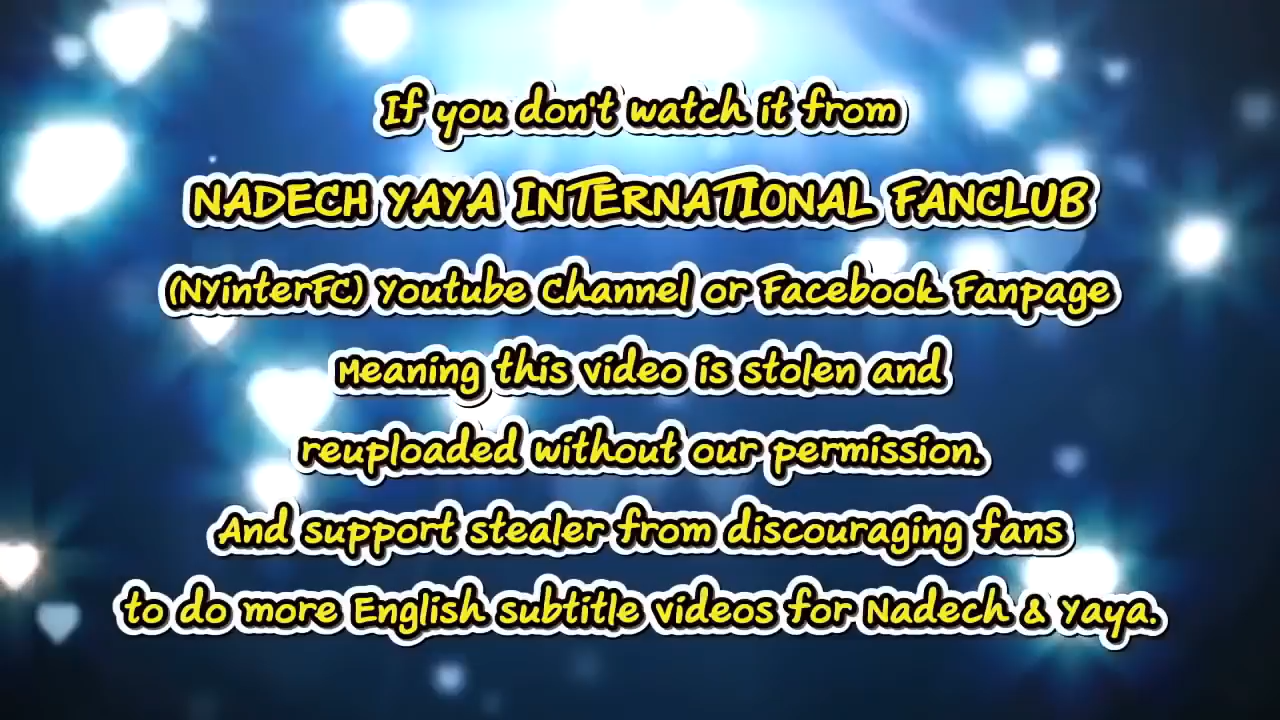 If you don't watch it from
NADECH YAYA INTERNATIONAL FANCLUB
(NYinterFC) Youtube Channel or Facebook Fanpage
Meaning this video is stolen and
reuploaded without our permission.
And support stealer from discouraging fans
to do more English subtitle videos for Nadech & Yaya.